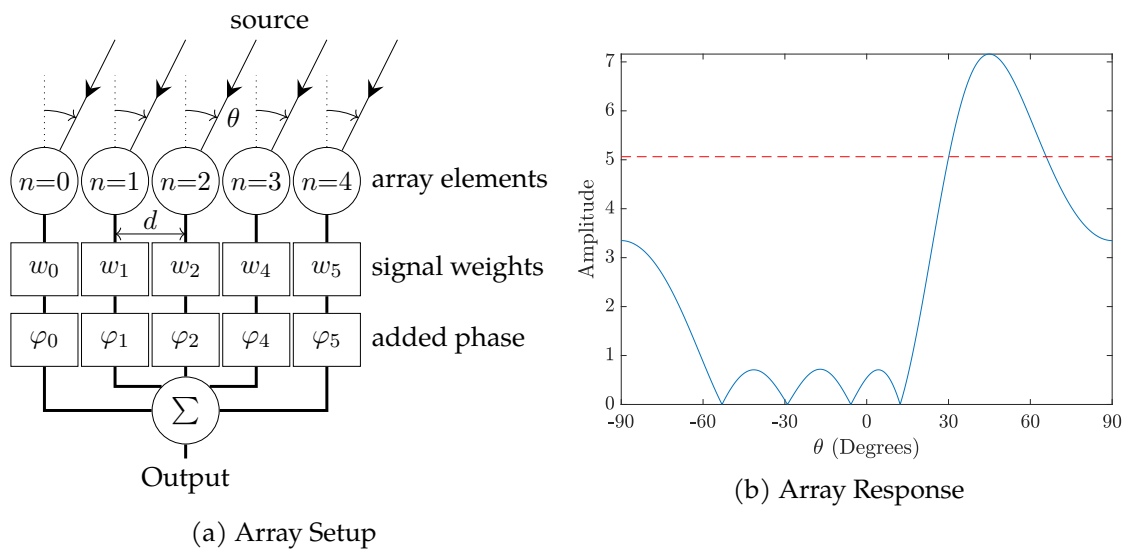 source
θ
n=0 n=1 n=2 n=3 n=4 array elements
d
w₀ w₁ w₂ w₄ w₅ signal weights
φ₀ φ₁ φ₂ φ₄ φ₅ added phase
∑
Output
(a) Array Setup
7
6
5
4
3
2
1
0
Amplitude
-90 -60 -30 0 30 60 90
θ (Degrees)
(b) Array Response